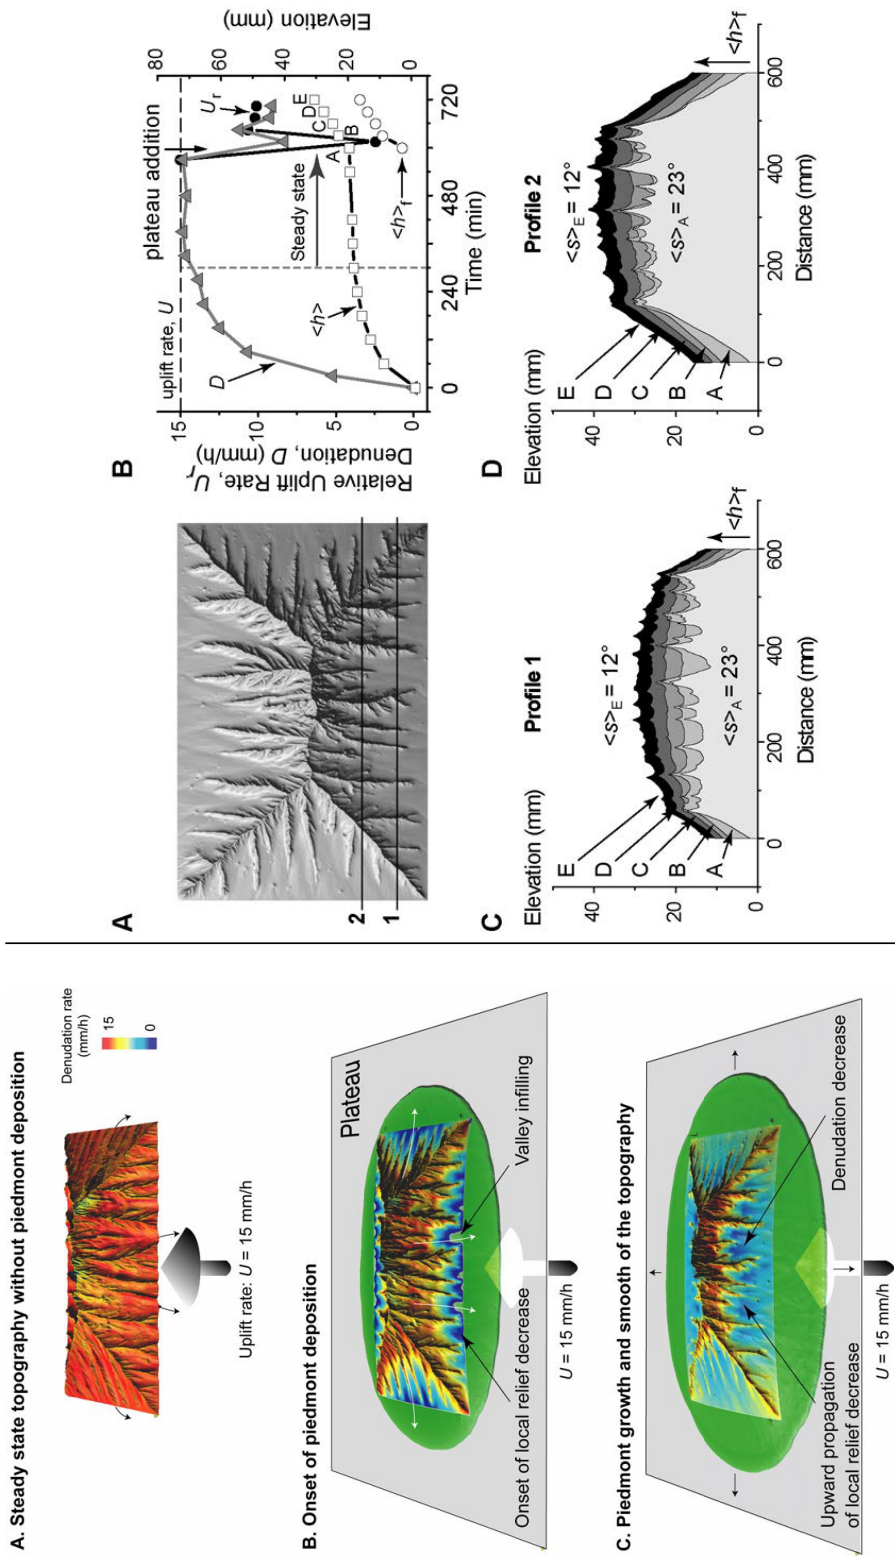 A. Steady state topography without piedmont deposition
Denudation rate
(mm/h)
15
0
Uplift rate: U = 15 mm/h
B. Onset of piedmont deposition
Plateau
Onset of local relief decrease
Valley infilling
U = 15 mm/h
C. Piedmont growth and smooth of the topography
Upward propagation
of local relief decrease
Denudation decrease
U = 15 mm/h
A
2
1
B
Relative Uplift Rate, Ur
Denudation, D (mm/h)
15
10
5
0
uplift rate, U
plateau addition
D
<h>
Steady state
Ur
A
B
C
D
E
<h>f
0
240
480
720
Time (min)
80
60
40
20
0
Elevation (mm)
C
Elevation (mm)
Profile 1
40
20
0
E
D
C
B
A
<s>E = 12°
<s>A = 23°
<h>f
0
200
400
600
Distance (mm)
D
Elevation (mm)
Profile 2
40
20
0
E
D
C
B
A
<s>E = 12°
<s>A = 23°
<h>f
0
200
400
600
Distance (mm)